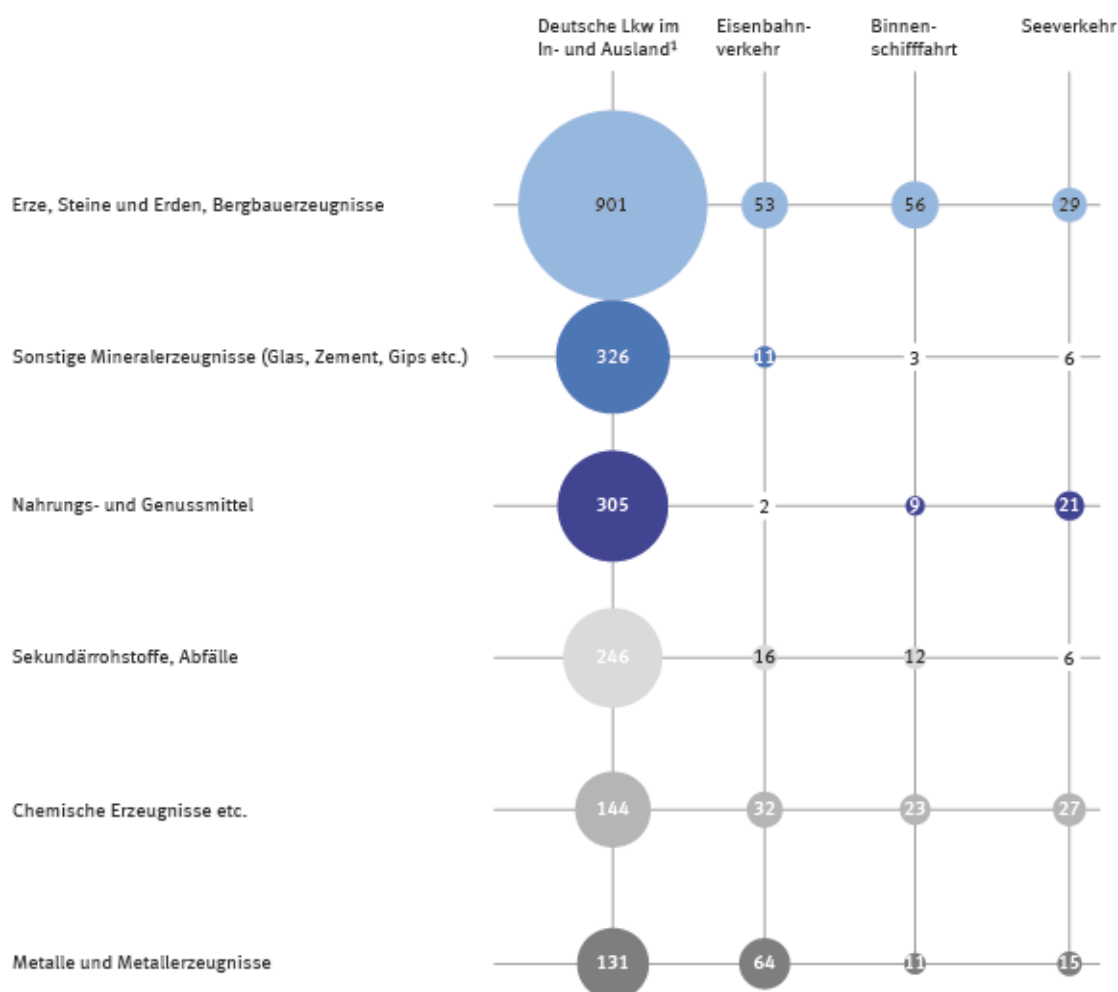 Deutsche Lkw im
In- und Ausland¹
Eisenbahn-
verkehr
Binnen-
schifffahrt
Seeverkehr
Erze, Steine und Erden, Bergbauerzeugnisse
901
53
56
29
Sonstige Mineralerzeugnisse (Glas, Zement, Gips etc.)
326
11
3
6
Nahrungs- und Genussmittel
305
2
9
21
Sekundärrohstoffe, Abfälle
246
16
12
6
Chemische Erzeugnisse etc.
144
32
23
27
Metalle und Metallerzeugnisse
131
64
11
15